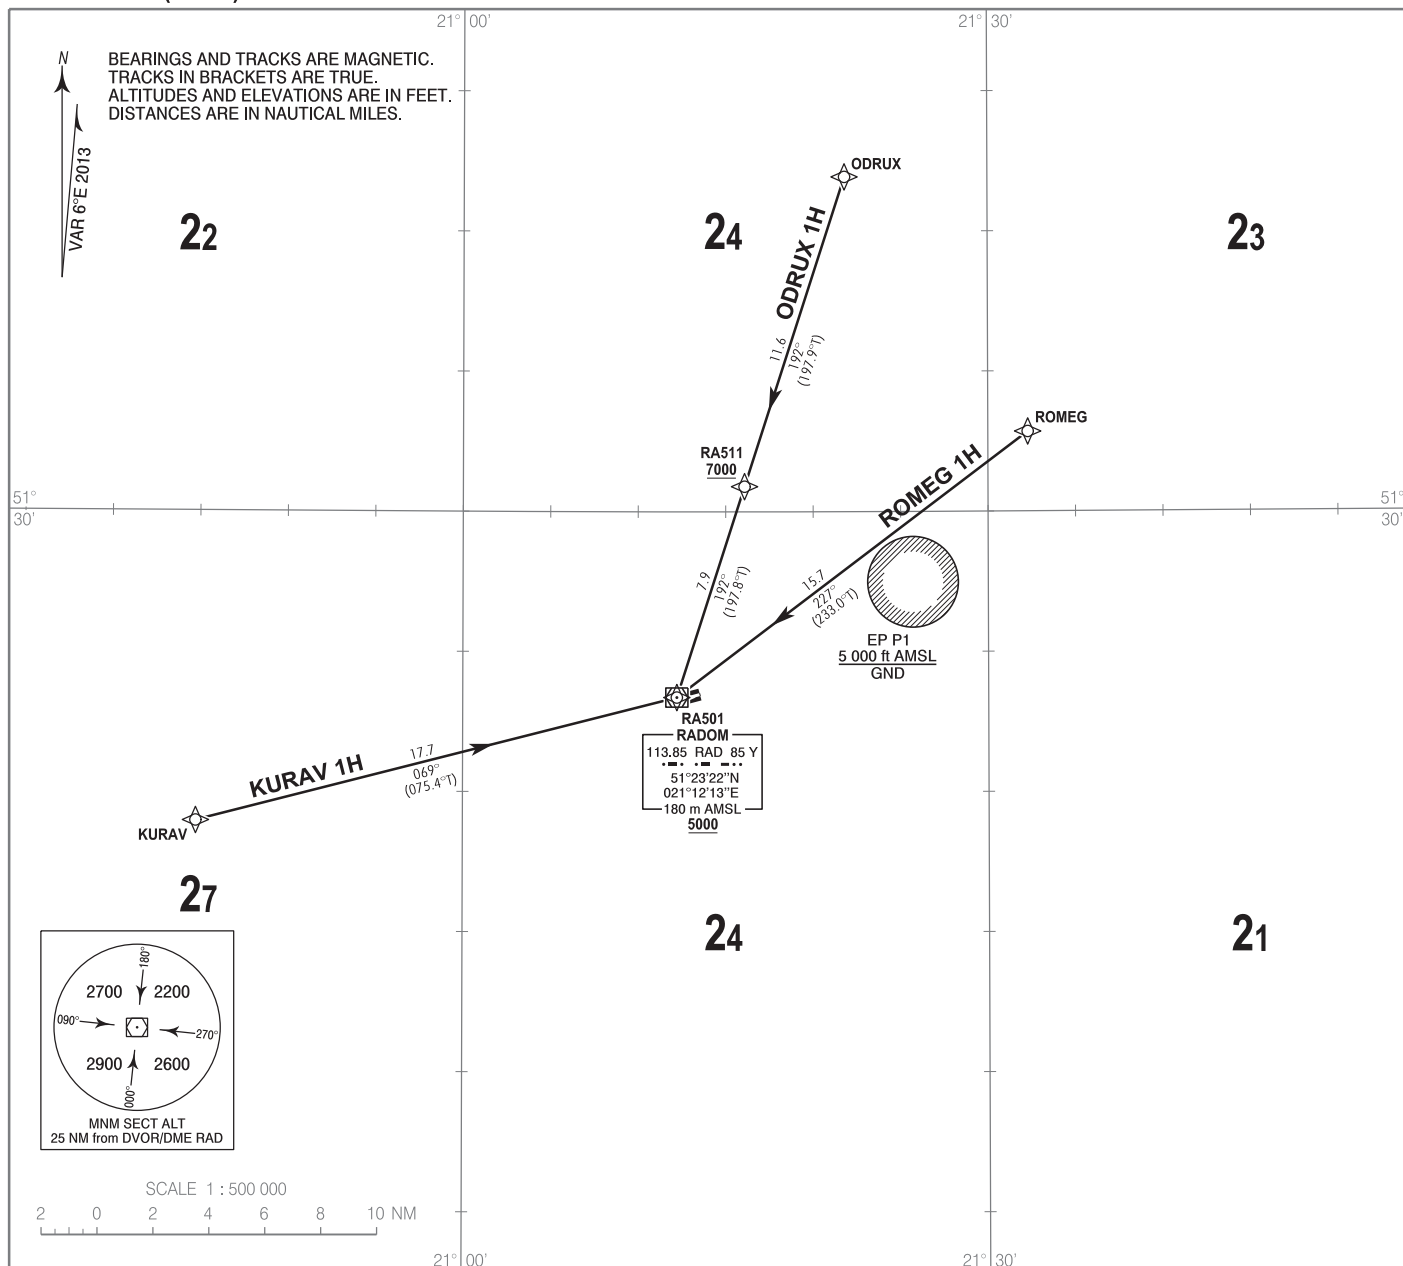 21° 00'
21° 30'
N
VAR 6°E 2013
BEARINGS AND TRACKS ARE MAGNETIC.
TRACKS IN BRACKETS ARE TRUE.
ALTITUDES AND ELEVATIONS ARE IN FEET.
DISTANCES ARE IN NAUTICAL MILES.
22
24
23
ODRUX
ODRUX 1H
11.6
192°
(197.9°T)
ROMEG
ROMEG 1H
RA511
7000
51°
30'
51°
30'
7.9
192°
(197.8°T)
15.7
227°
(233.0°T)
EP P1
5 000 ft AMSL
GND
RA501
RADOM
113.85 RAD 85 Y
51°23'22''N
021°12'13''E
180 m AMSL
5000
KURAV 1H
17.7
069°
(075.4°T)
KURAV
27
24
21
180°
2700 2200
090°
270°
2900 2600
000°
MNM SECT ALT
25 NM from DVOR/DME RAD
SCALE 1 : 500 000
2 0 2 4 6 8 10 NM
21° 00'
21° 30'